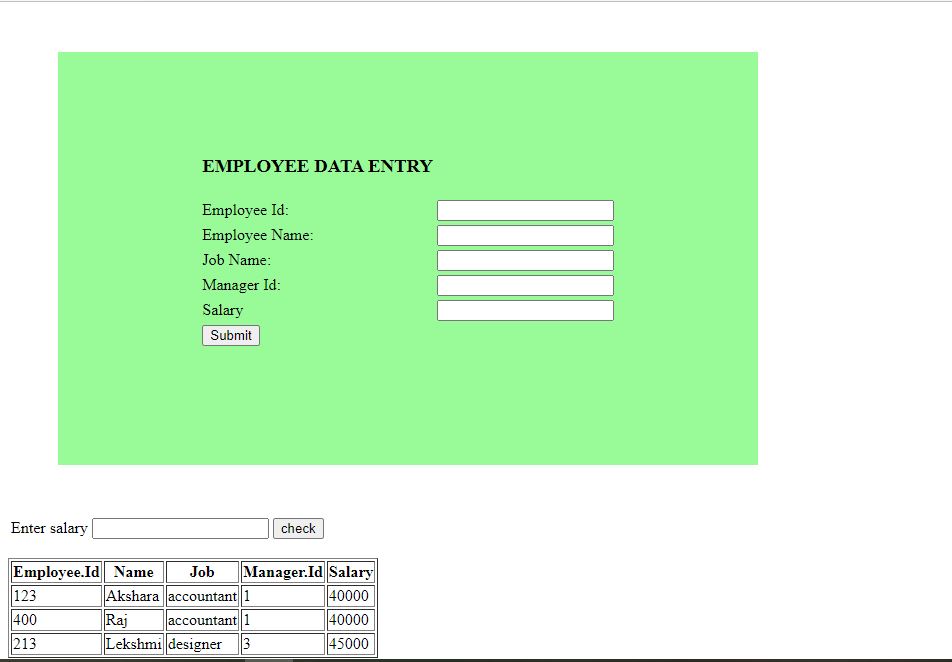 EMPLOYEE DATA ENTRY
Employee Id:
Employee Name:
Job Name:
Manager Id:
Salary
Submit
Enter salary check
Employee.Id Name Job Manager.Id Salary
123 Akshara accountant 1 40000
400 Raj accountant 1 40000
213 Lekshmi designer 3 45000